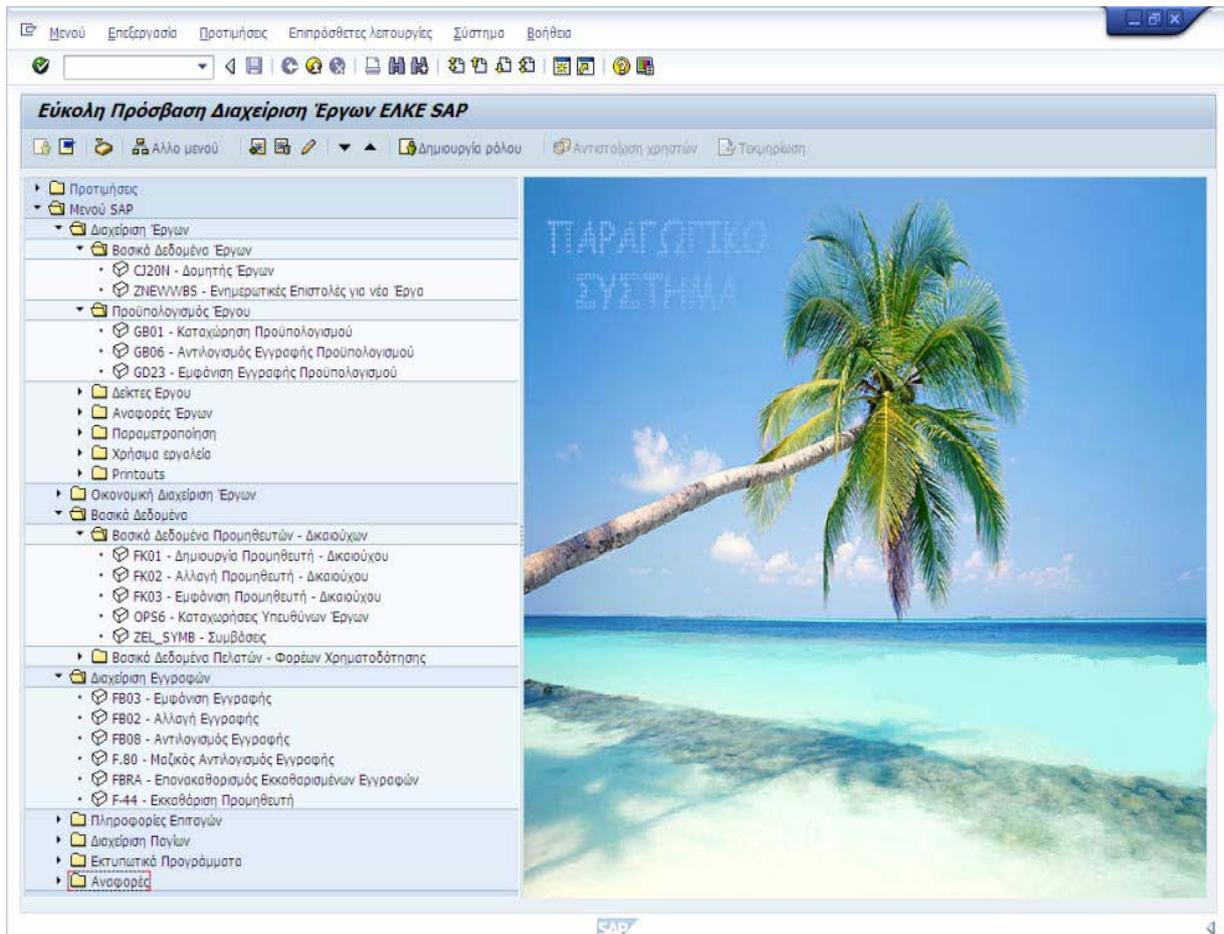 Μενού Επεξεργασία Προτιμήσεις Επιπρόσθετες λειτουργίες Σύστημα Βοήθεια
Εύκολη Πρόσβαση Διαχείριση Έργων ΕΛΚΕ SAP
Αλλο μενού Δημιουργία ρόλου Αντιστοίχιση χρηστών Τεκμηρίωση
Προτιμήσεις
Μενού SAP
Διαχείριση Έργων
Βασικά Δεδομένα Έργων
CJ20N - Δομητής Έργων
ZNEWWBS - Ενημερωτικές Επιστολές για νέα Έργα
Προϋπολογισμός Έργου
GB01 - Καταχώρηση Προϋπολογισμού
GB06 - Αντιλογισμός Εγγραφής Προϋπολογισμού
GD23 - Εμφάνιση Εγγραφής Προϋπολογισμού
Δείκτες Εργου
Αναφορές Έργων
Παραμετροποίηση
Χρήσιμα εργαλεία
Printouts
Οικονομική Διαχείριση Έργων
Βασικά Δεδομένα
Βασικά Δεδομένα Προμηθευτών - Δικαιούχων
FK01 - Δημιουργία Προμηθευτή - Δικαιούχου
FK02 - Αλλαγή Προμηθευτή - Δικαιούχου
FK03 - Εμφάνιση Προμηθευτή - Δικαιούχου
OPS6 - Καταχωρήσεις Υπευθύνων Έργων
ZEL_SYMB - Συμβάσεις
Βασικά Δεδομένα Πελατών - Φορέων Χρηματοδότησης
Διαχείριση Εγγραφών
FB03 - Εμφάνιση Εγγραφής
FB02 - Αλλαγή Εγγραφής
FB08 - Αντιλογισμός Εγγραφής
F.80 - Μαζικός Αντιλογισμός Εγγραφής
FBRA - Επανακαθορισμός Εκκαθαρισμένων Εγγραφών
F-44 - Εκκαθάριση Προμηθευτή
Πληροφορίες Επιταγών
Διαχείριση Παγίων
Εκτυπωτικά Προγράμματα
Αναφορές
ΠΑΡΑΓΩΓΙΚΟ
ΣΥΣΤΗΜΑ
SAP